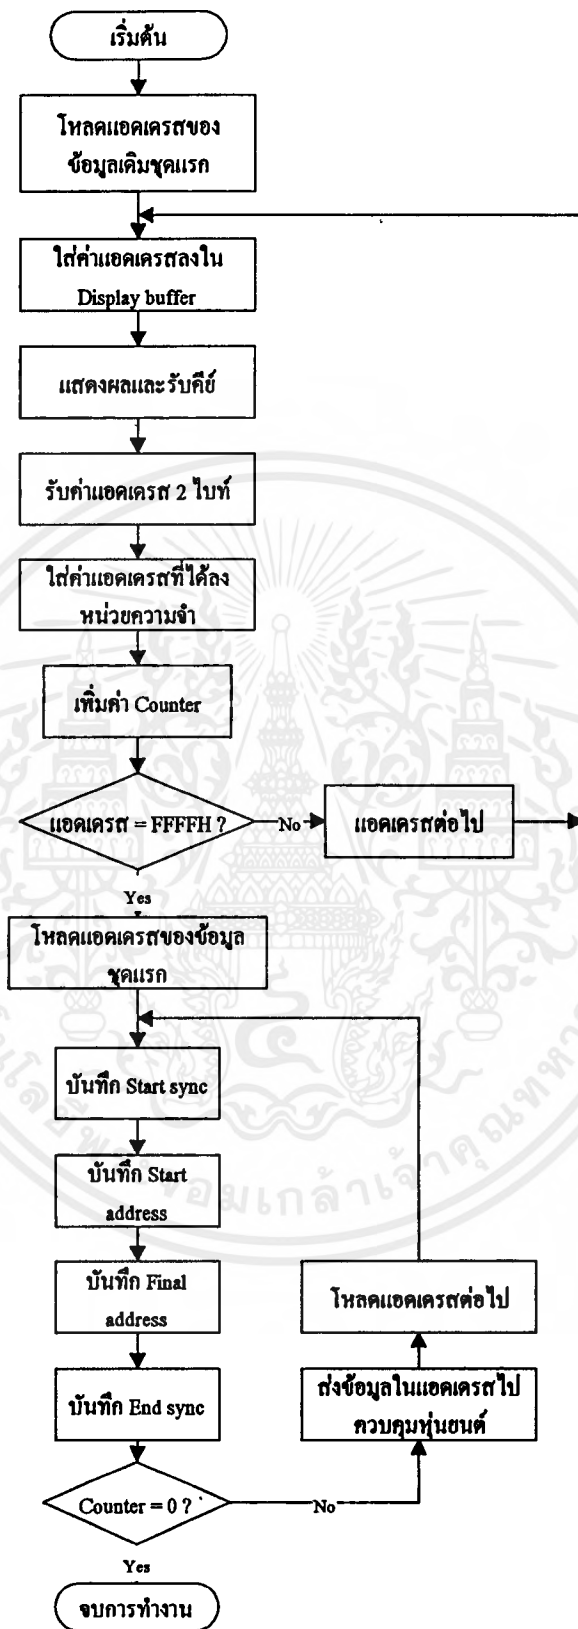 เริ่มต้น
โหลดแอดเดรสของ
ข้อมูลเดิมชุดแรก
ใส่ค่าแอดเดรสลงใน
Display buffer
แสดงผลและรับคีย์
รับค่าแอดเดรส 2 ไบท์
ใส่ค่าแอดเดรสที่ได้ลง
หน่วยความจำ
เพิ่มค่า Counter
แอดเดรส = FFFFH ?
No
แอดเดรสต่อไป
Yes
โหลดแอดเดรสของข้อมูล
ชุดแรก
บันทึก Start sync
บันทึก Start
address
บันทึก Final
address
โหลดแอดเดรสต่อไป
บันทึก End sync
ส่งข้อมูลในแอดเดรสไป
ควบคุมหุ่นยนต์
Counter = 0 ?
No
Yes
จบการทำงาน